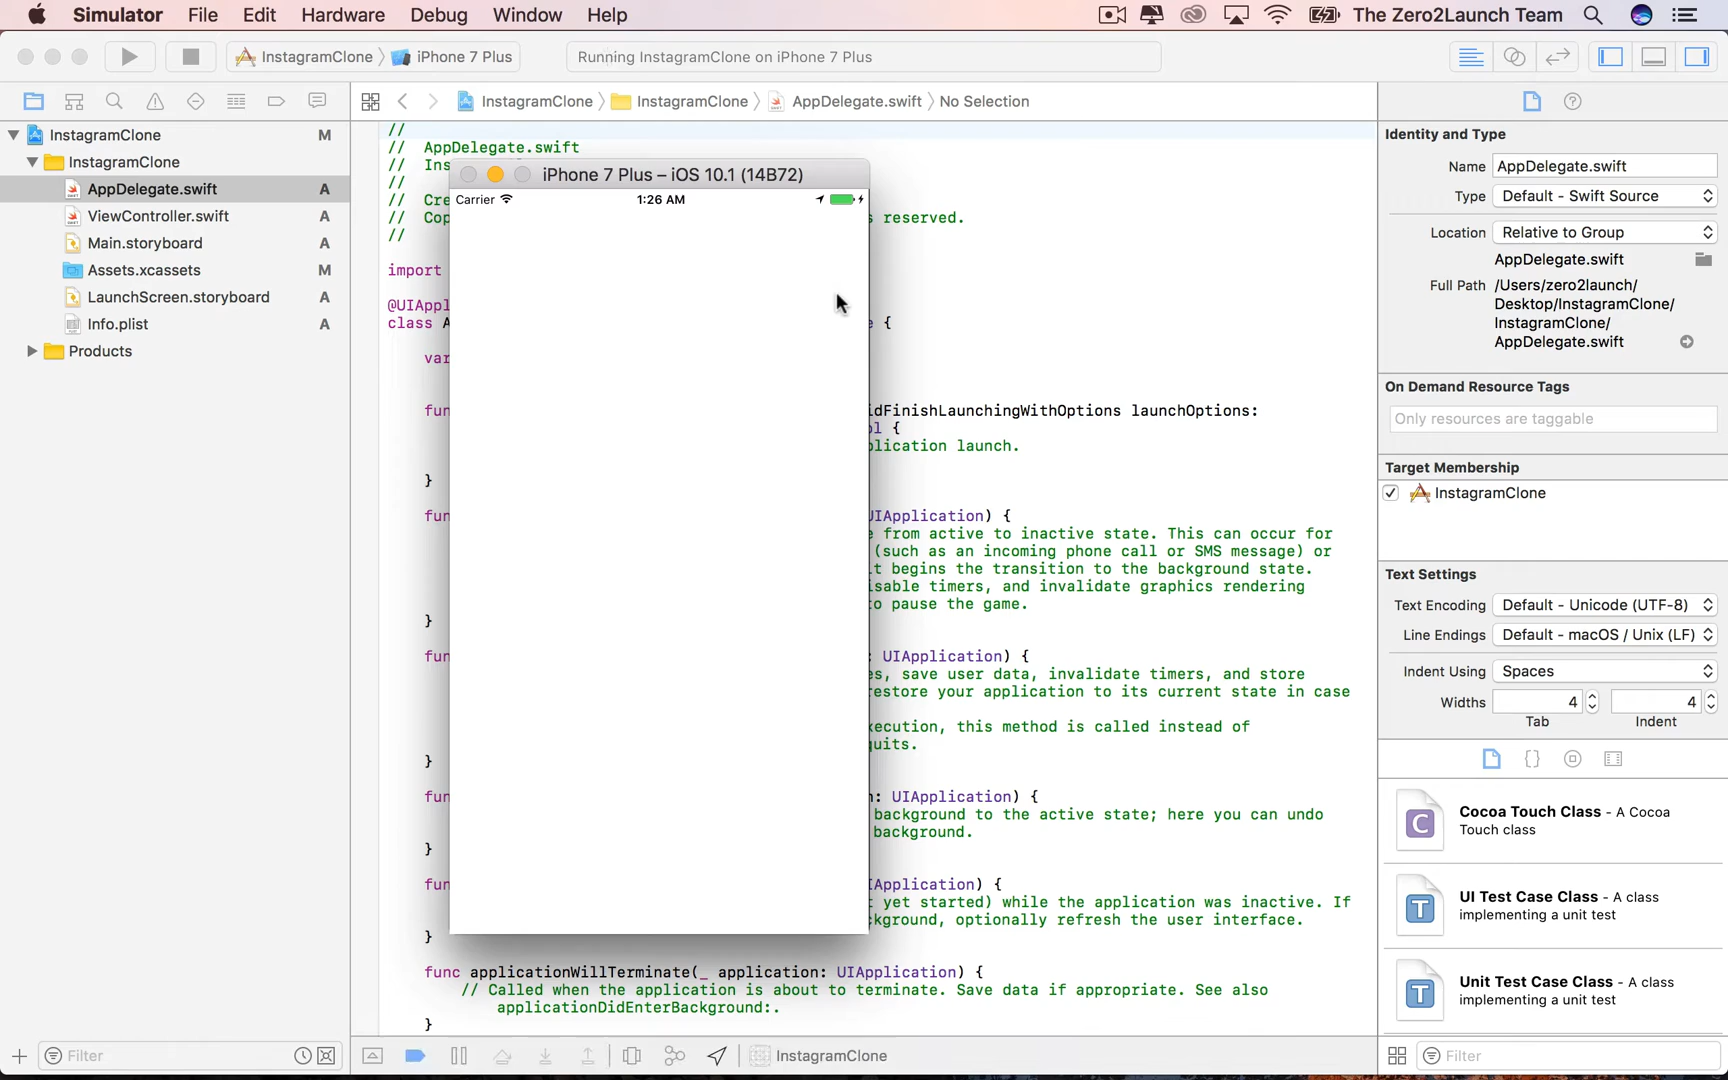 Simulator File Edit Hardware Debug Window Help The Zero2Launch Team
InstagramClone iPhone 7 Plus Running InstagramClone on iPhone 7 Plus
InstagramClone InstagramClone AppDelegate.swift No Selection
InstagramClone M
InstagramClone
AppDelegate.swift A
ViewController.swift A
Main.storyboard A
Assets.xcassets M
LaunchScreen.storyboard A
Info.plist A
Products
Filter
//
// AppDelegate.swift
// Ins
//
// Cre
// Cop s reserved.
//
import
@UIAppl
class A e {
var
fun idFinishLaunchingWithOptions launchOptions:
ol {
plication launch.
}
fun UIApplication) {
e from active to inactive state. This can occur for
(such as an incoming phone call or SMS message) or
it begins the transition to the background state.
isable timers, and invalidate graphics rendering
to pause the game.
}
fun : UIApplication) {
es, save user data, invalidate timers, and store
restore your application to its current state in case
xecution, this method is called instead of
quits.
}
fun n: UIApplication) {
background to the active state; here you can undo
background.
}
fun IApplication) {
t yet started) while the application was inactive. If
kground, optionally refresh the user interface.
}
func applicationWillTerminate(_ application: UIApplication) {
// Called when the application is about to terminate. Save data if appropriate. See also
applicationDidEnterBackground:.
}
InstagramClone
iPhone 7 Plus – iOS 10.1 (14B72)
Carrier 1:26 AM
Identity and Type
Name AppDelegate.swift
Type Default - Swift Source
Location Relative to Group
AppDelegate.swift
Full Path /Users/zero2launch/
Desktop/InstagramClone/
InstagramClone/
AppDelegate.swift
On Demand Resource Tags
Only resources are taggable
Target Membership
InstagramClone
Text Settings
Text Encoding Default - Unicode (UTF-8)
Line Endings Default - macOS / Unix (LF)
Indent Using Spaces
Widths 4 4
Tab Indent
C
Cocoa Touch Class - A Cocoa
Touch class
T
UI Test Case Class - A class
implementing a unit test
T
Unit Test Case Class - A class
implementing a unit test
Filter